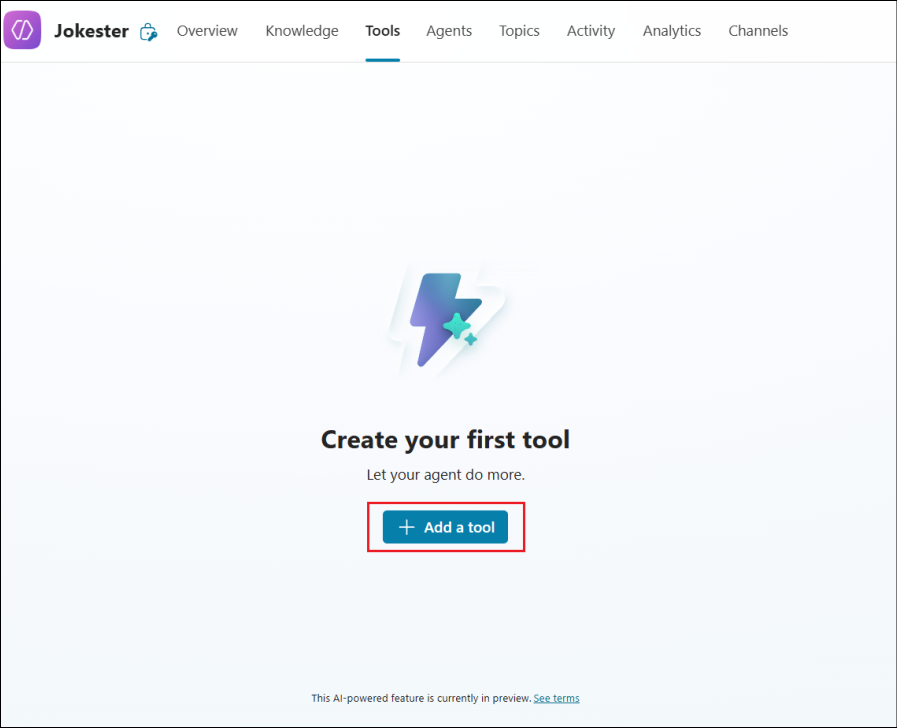 Jokester Overview Knowledge Tools Agents Topics Activity Analytics Channels
Create your first tool
Let your agent do more.
Add a tool
This AI-powered feature is currently in preview. See terms